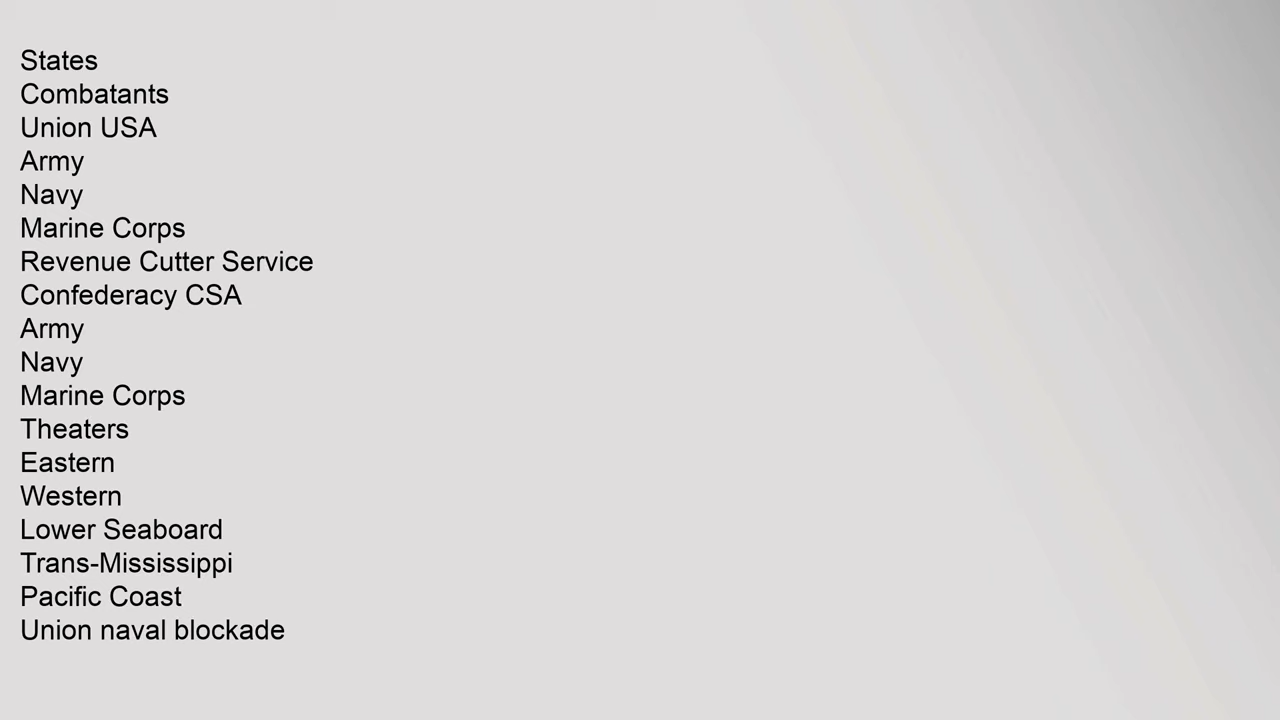 States
Combatants
Union USA
Army
Navy
Marine Corps
Revenue Cutter Service
Confederacy CSA
Army
Navy
Marine Corps
Theaters
Eastern
Western
Lower Seaboard
Trans-Mississippi
Pacific Coast
Union naval blockade